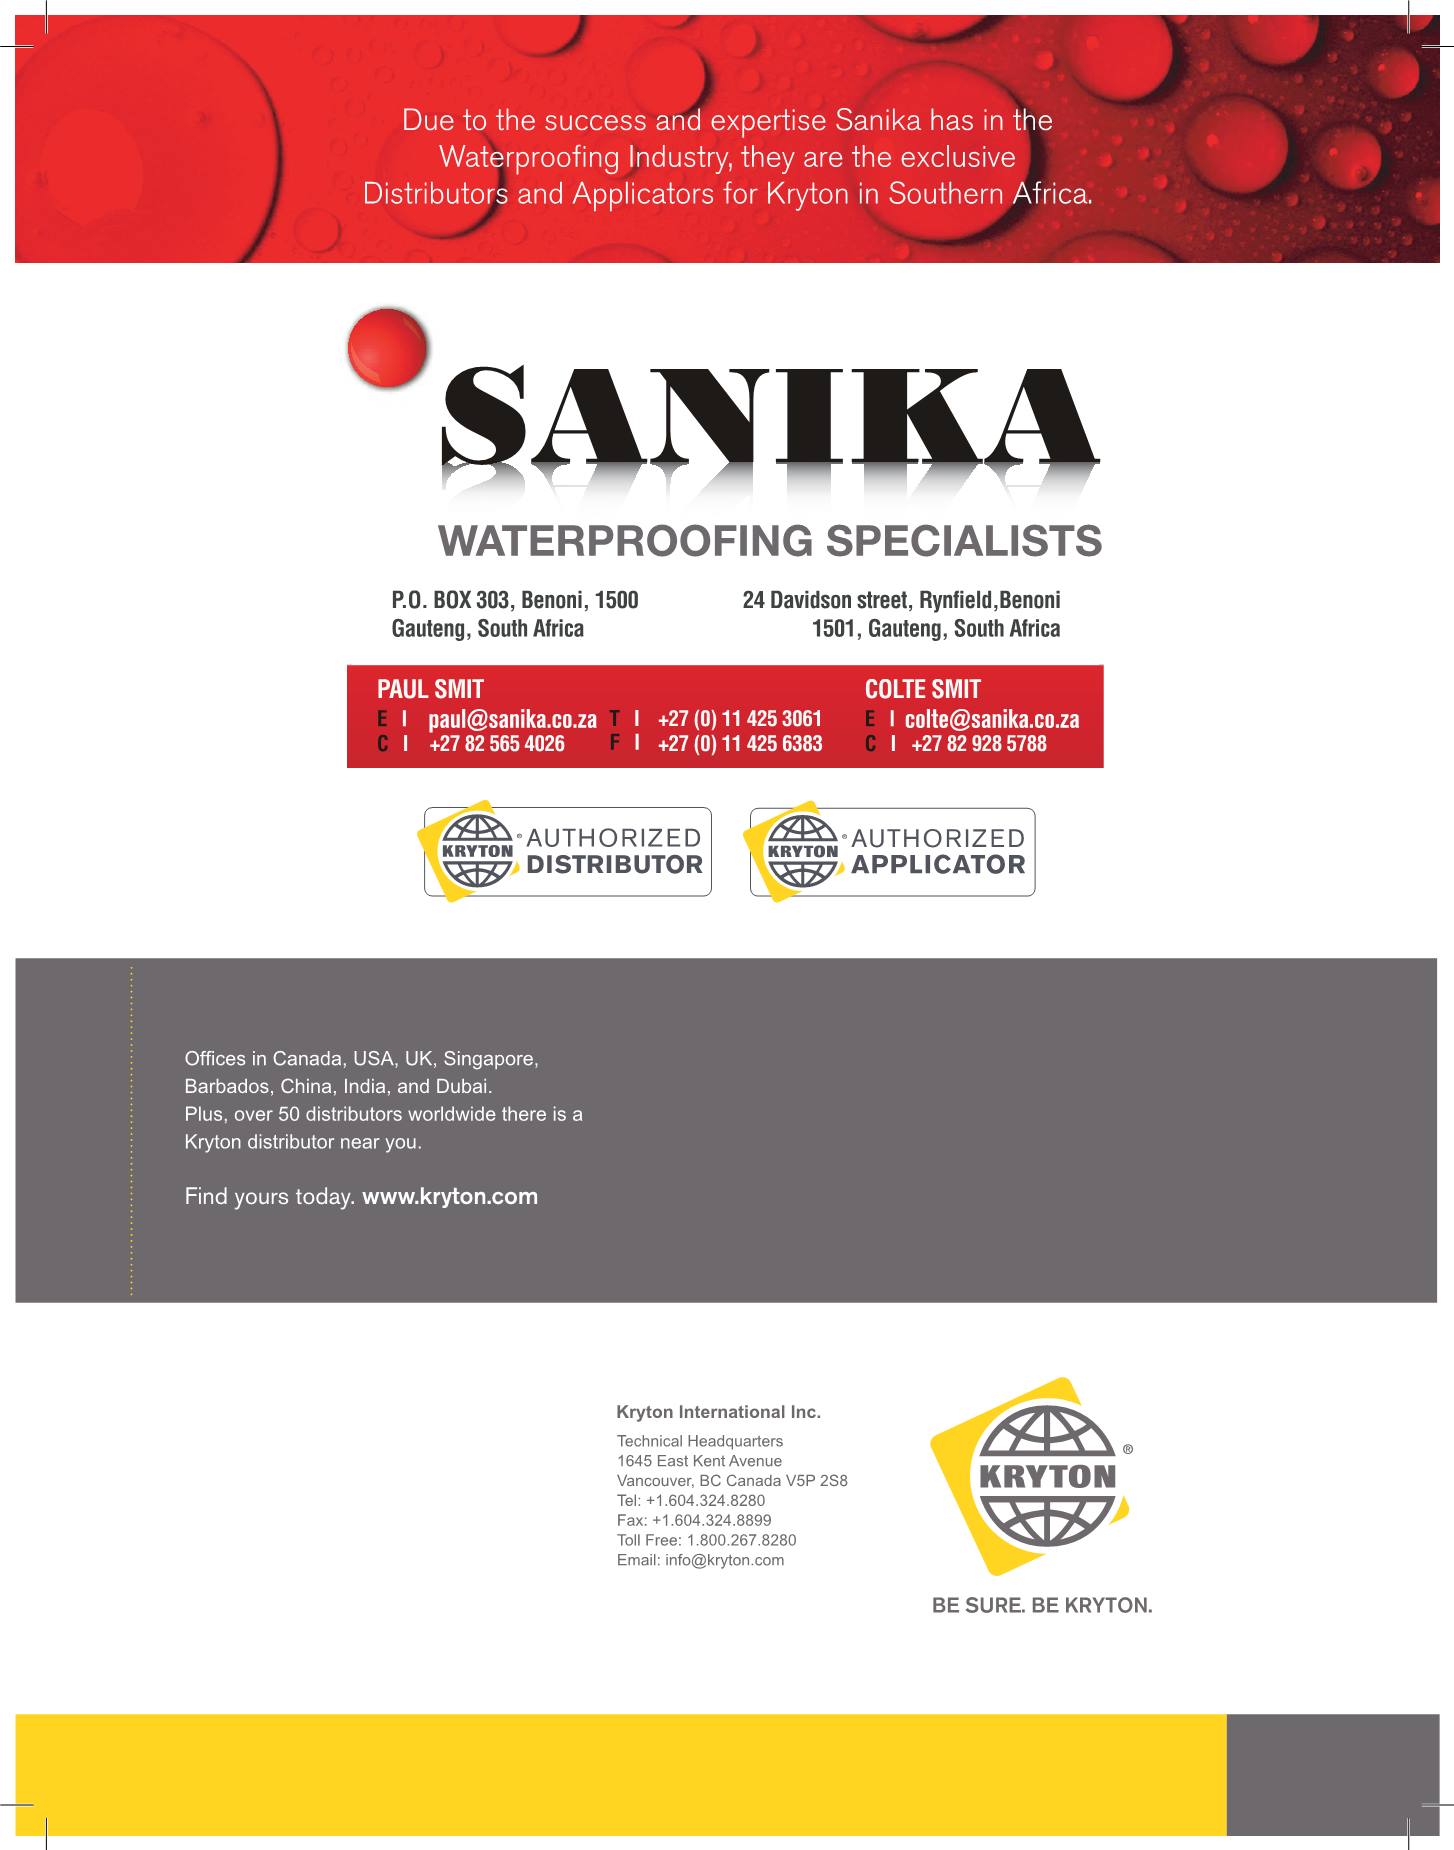 Due to the success and expertise Sanika has in the
Waterproofing Industry, they are the exclusive
Distributors and Applicators for Kryton in Southern Africa.
SANIKA
WATERPROOFING SPECIALISTS
P.O. BOX 303, Benoni, 1500
Gauteng, South Africa
24 Davidson street, Rynfield,Benoni
1501, Gauteng, South Africa
PAUL SMIT
E I paul@sanika.co.za T I +27 (0) 11 425 3061
C I +27 82 565 4026 F I +27 (0) 11 425 6383
COLTE SMIT
E I colte@sanika.co.za
C I +27 82 928 5788
KRYTON ® AUTHORIZED
DISTRIBUTOR
KRYTON ® AUTHORIZED
APPLICATOR
Offices in Canada, USA, UK, Singapore,
Barbados, China, India, and Dubai.
Plus, over 50 distributors worldwide there is a
Kryton distributor near you.
Find yours today. www.kryton.com
Kryton International Inc.
Technical Headquarters
1645 East Kent Avenue
Vancouver, BC Canada V5P 2S8
Tel: +1.604.324.8280
Fax: +1.604.324.8899
Toll Free: 1.800.267.8280
Email: info@kryton.com
KRYTON ®
BE SURE. BE KRYTON.